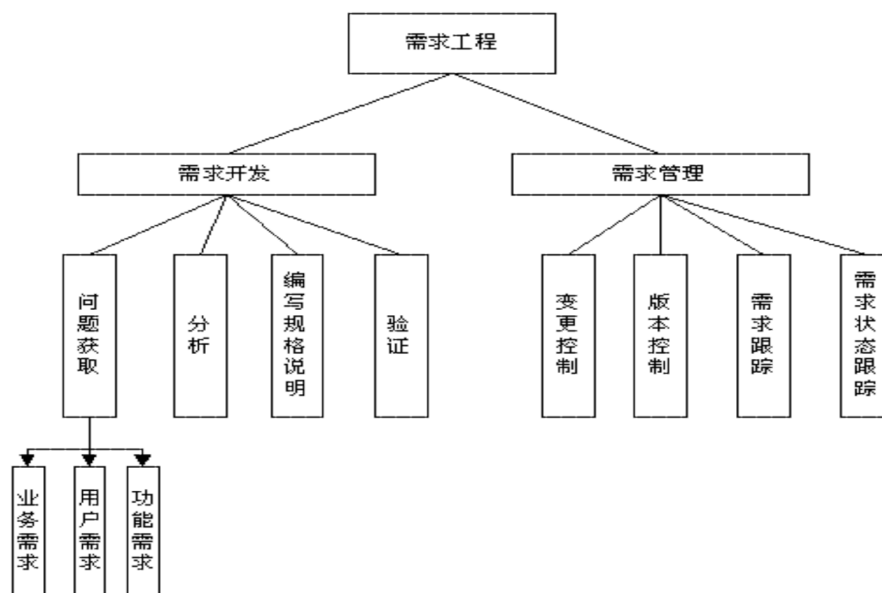 需求工程
需求开发
需求管理
问题获取
分析
编写规格说明
验证
变更控制
版本控制
需求跟踪
需求状态跟踪
业务需求
用户需求
功能需求